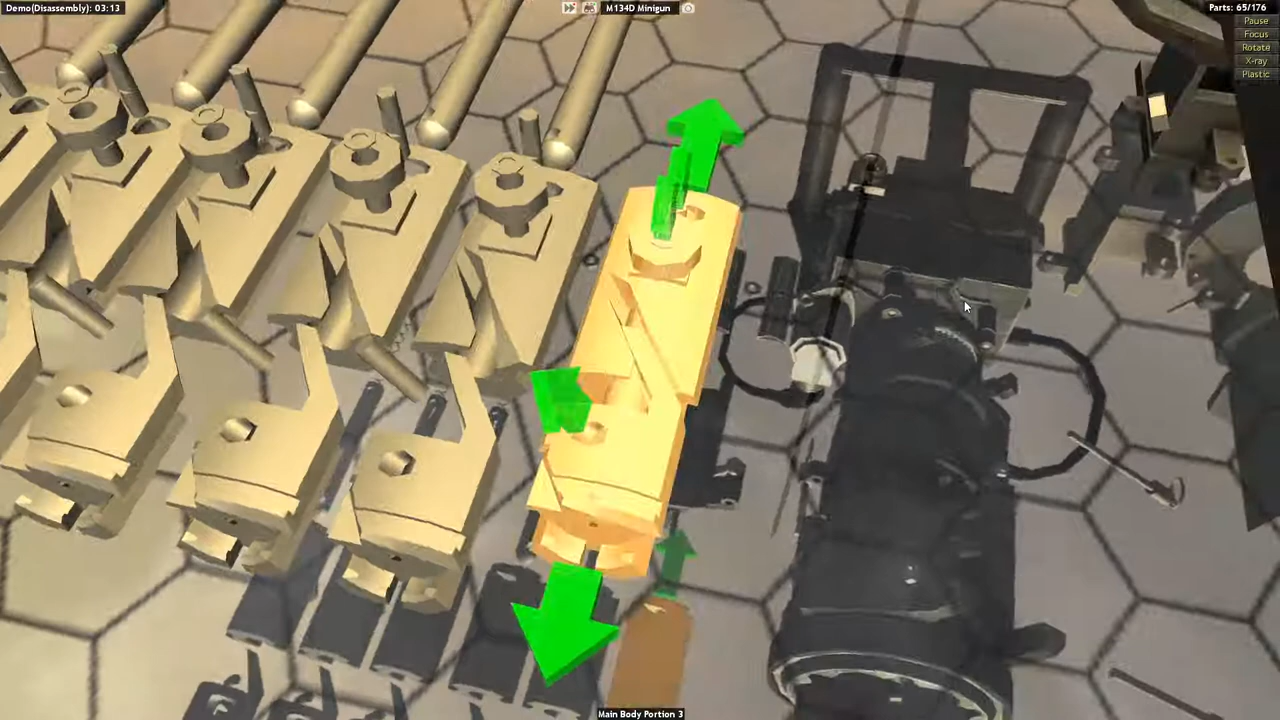 Demo(Disassembly): 03:13
M134D Minigun
Parts: 65/176
Pause
Focus
Rotate
X-ray
Plastic
Main Body Portion 3